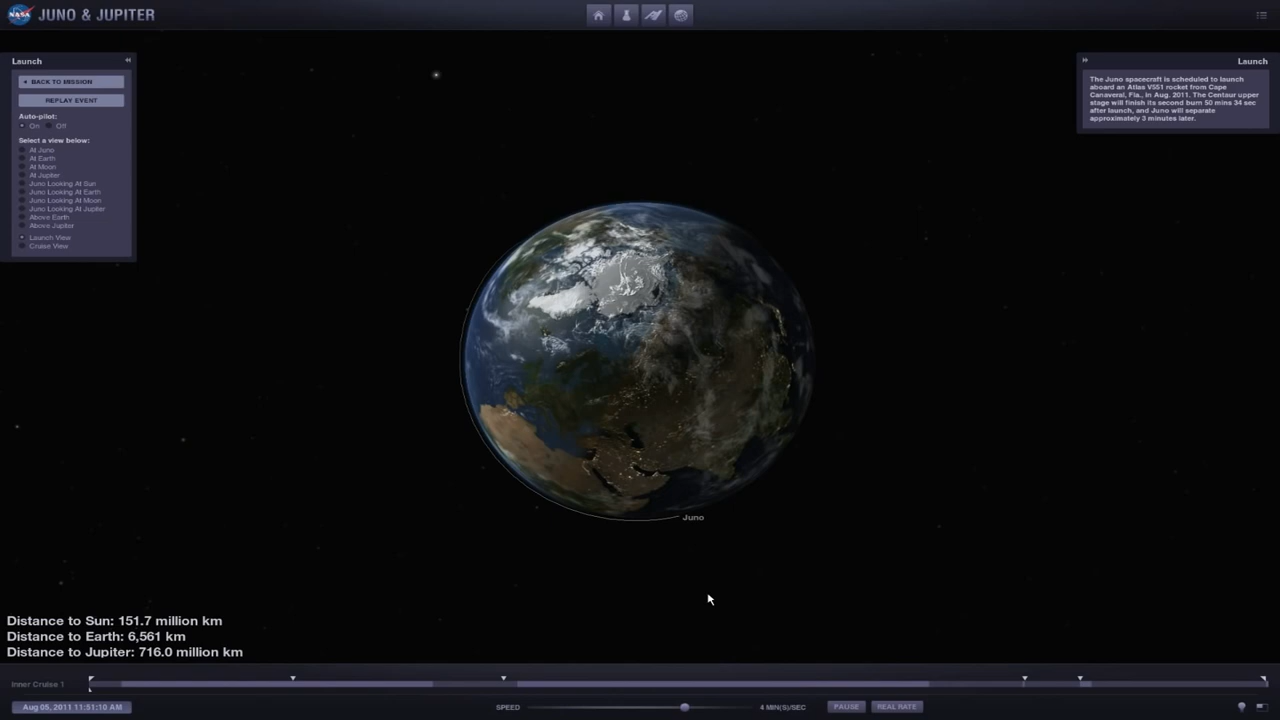 NASA JUNO & JUPITER
Launch
BACK TO MISSION
REPLAY EVENT
Auto-pilot:
On Off
Select a view below:
At Juno
At Earth
At Moon
At Jupiter
Juno Looking At Sun
Juno Looking At Earth
Juno Looking At Moon
Juno Looking At Jupiter
Above Earth
Above Jupiter
Launch View
Cruise View
Launch
The Juno spacecraft is scheduled to launch
aboard an Atlas V551 rocket from Cape
Canaveral, Fla., in Aug. 2011. The Centaur upper
stage will finish its second burn 50 mins 34 sec
after launch, and Juno will separate
approximately 3 minutes later.
Juno
Distance to Sun: 151.7 million km
Distance to Earth: 6,561 km
Distance to Jupiter: 716.0 million km
Inner Cruise 1
Aug 05, 2011 11:51:10 AM
SPEED
4 MIN(S)/SEC
PAUSE
REAL RATE